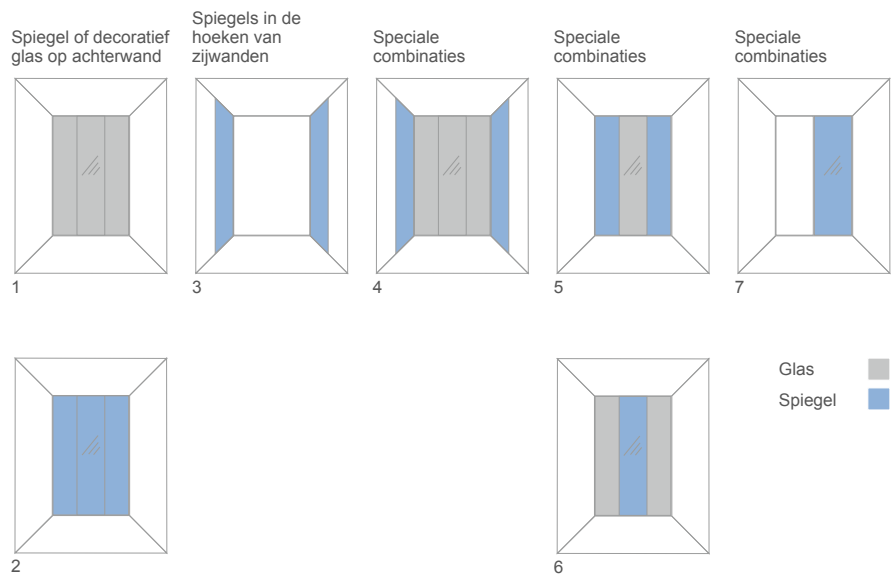 Spiegel of decoratief
glas op achterwand
Spiegels in de
hoeken van
zijwanden
Speciale
combinaties
Speciale
combinaties
Speciale
combinaties
1
3
4
5
7
Glas
Spiegel
2
6